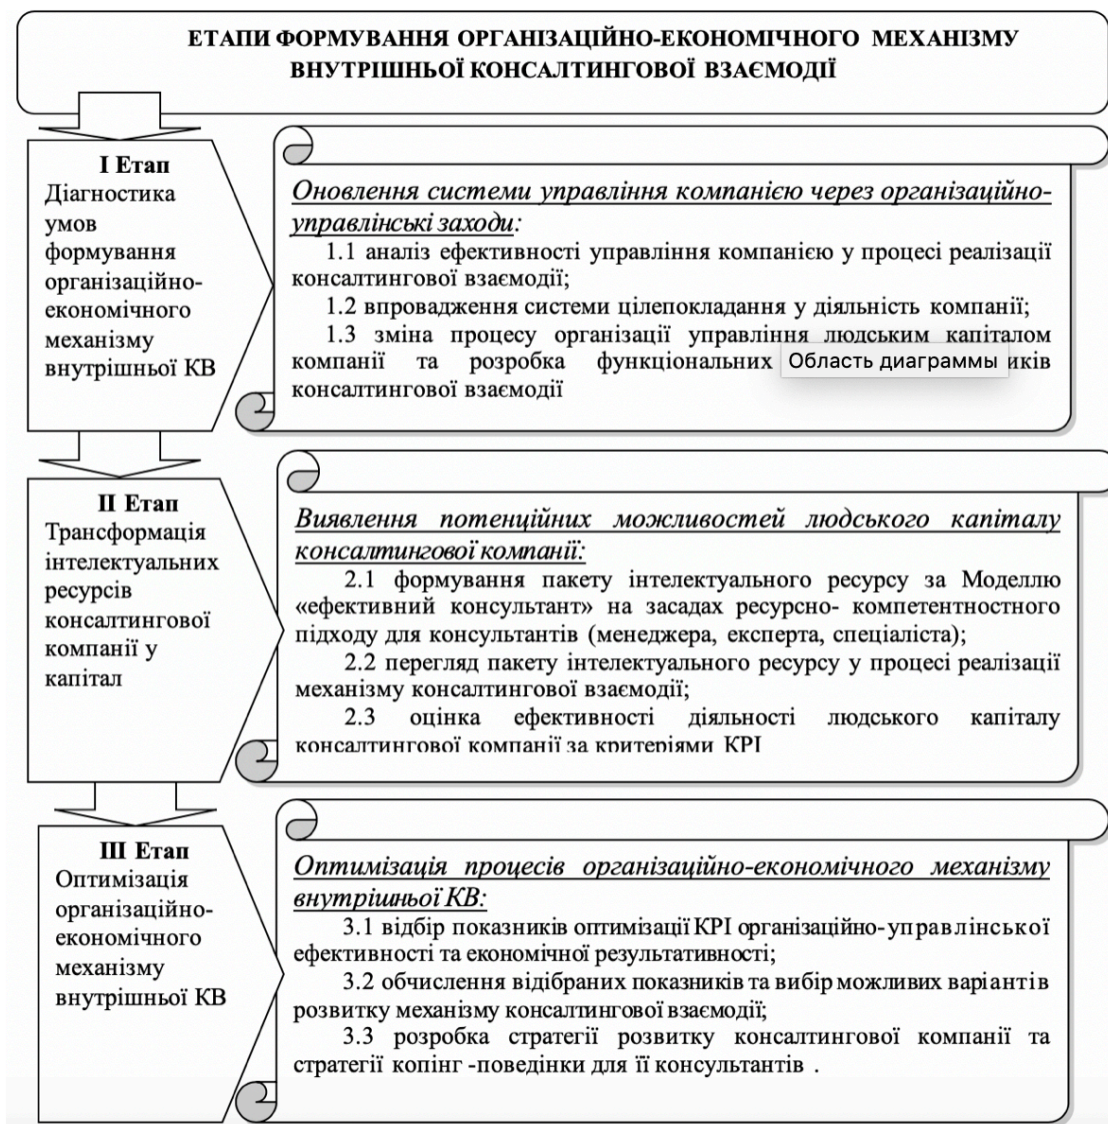 ЕТАПИ ФОРМУВАННЯ ОРГАНІЗАЦІЙНО-ЕКОНОМІЧНОГО МЕХАНІЗМУ
ВНУТРІШНЬОЇ КОНСАЛТИНГОВОЇ ВЗАЄМОДІЇ
І Етап
Діагностика
умов
формування
організаційно-
економічного
механізму
внутрішньої КВ
Оновлення системи управління компанією через організаційно-
управлінські заходи:
1.1 аналіз ефективності управління компанією у процесі реалізації
консалтингової взаємодії;
1.2 впровадження системи цілепокладання у діяльність компанії;
1.3 зміна процесу організації управління людським капіталом
компанії та розробка функціональних
Область диаграммы
консалтингової взаємодії
ІІ Етап
Трансформація
інтелектуальних
ресурсів
консалтингової
компанії у
капітал
Виявлення потенційних можливостей людського капіталу
консалтингової компанії:
2.1 формування пакету інтелектуального ресурсу за Моделлю
«ефективний консультант» на засадах ресурсно- компетентностного
підходу для консультантів (менеджера, експерта, спеціаліста);
2.2 перегляд пакету інтелектуального ресурсу у процесі реалізації
механізму консалтингової взаємодії;
2.3 оцінка ефективності діяльності людського капіталу
консалтингової компанії за критеріями КРІ
ІІІ Етап
Оптимізація
організаційно-
економічного
механізму
внутрішньої КВ
Оптимізація процесів організаційно-економічного механізму
внутрішньої КВ:
3.1 відбір показників оптимізації КРІ організаційно-управлінської
ефективності та економічної результативності;
3.2 обчислення відібраних показників та вибір можливих варіантів
розвитку механізму консалтингової взаємодії;
3.3 розробка стратегії розвитку консалтингової компанії та
стратегії копінг -поведінки для її консультантів .